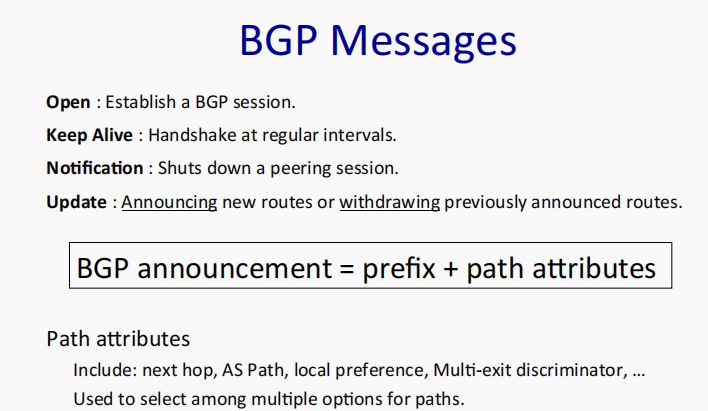 BGP Messages
Open : Establish a BGP session.
Keep Alive : Handshake at regular intervals.
Notification : Shuts down a peering session.
Update : Announcing new routes or withdrawing previously announced routes.
BGP announcement = prefix + path attributes
Path attributes
Include: next hop, AS Path, local preference, Multi-exit discriminator, ...
Used to select among multiple options for paths.